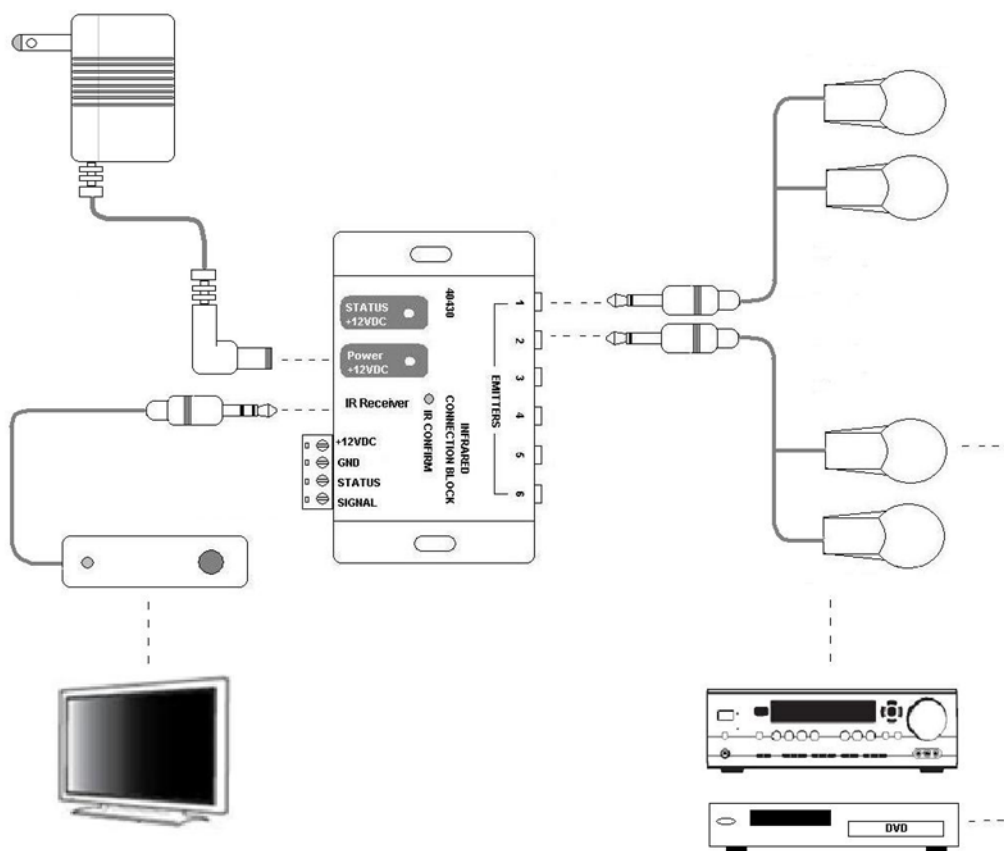 STATUS
+12VDC
Power
+12VDC
IR Receiver
+12VDC
GND
STATUS
SIGNAL
40430
IR CONFIRM
INFRARED
CONNECTION BLOCK
EMITTERS
1
2
3
4
5
6
DVD